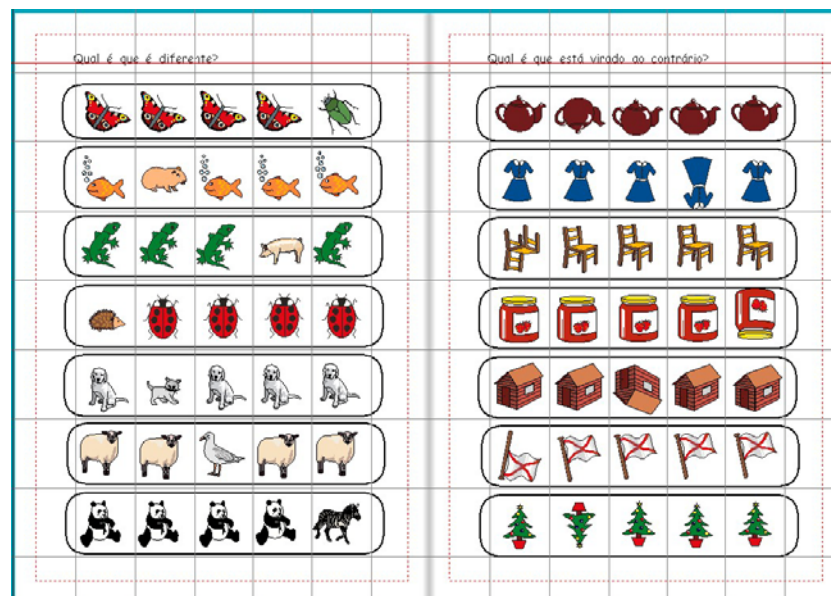 Qual é que é diferente?
Qual é que está virado ao contrário?